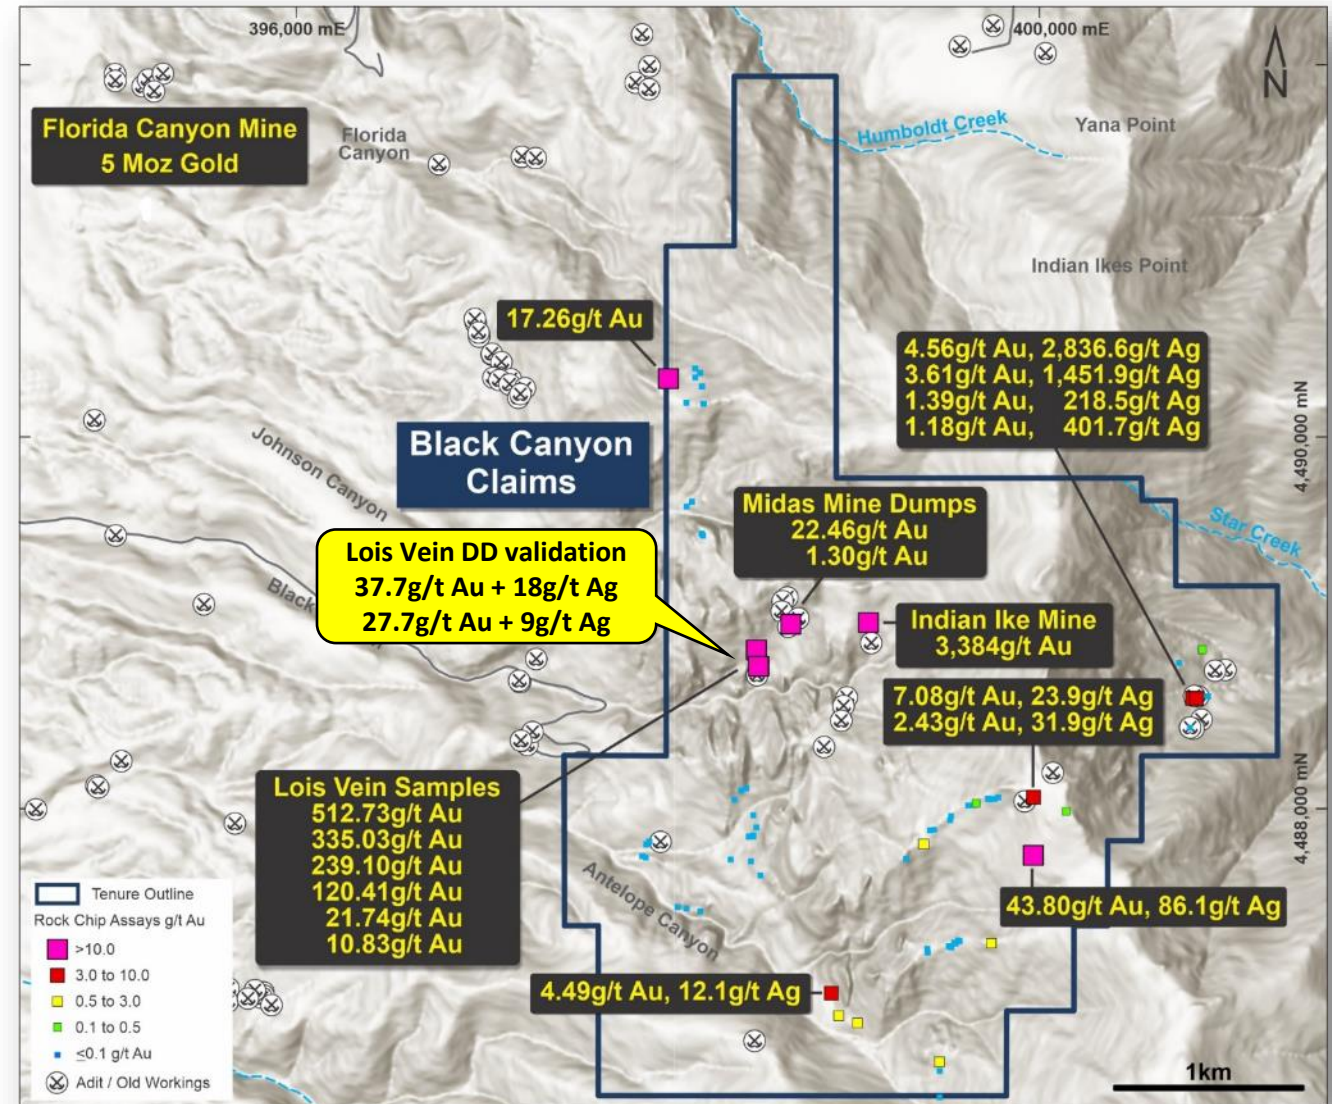 396,000 mE
400,000 mE
N
Florida Canyon Mine
5 Moz Gold
Florida
Canyon
Humboldt Creek
Yana Point
Indian Ikes Point
17.26g/t Au
4.56g/t Au, 2,836.6g/t Ag
3.61g/t Au, 1,451.9g/t Ag
1.39g/t Au, 218.5g/t Ag
1.18g/t Au, 401.7g/t Ag
4,490,000 mN
Johnson Canyon
Black Canyon
Claims
Midas Mine Dumps
22.46g/t Au
1.30g/t Au
Star Creek
Lois Vein DD validation
37.7g/t Au + 18g/t Ag
27.7g/t Au + 9g/t Ag
Black
Indian Ike Mine
3,384g/t Au
7.08g/t Au, 23.9g/t Ag
2.43g/t Au, 31.9g/t Ag
Lois Vein Samples
512.73g/t Au
335.03g/t Au
239.10g/t Au
120.41g/t Au
21.74g/t Au
10.83g/t Au
4,488,000 mN
Antelope Canyon
43.80g/t Au, 86.1g/t Ag
4.49g/t Au, 12.1g/t Ag
Tenure Outline
Rock Chip Assays g/t Au
>10.0
3.0 to 10.0
0.5 to 3.0
0.1 to 0.5
≤0.1 g/t Au
Adit / Old Workings
1km